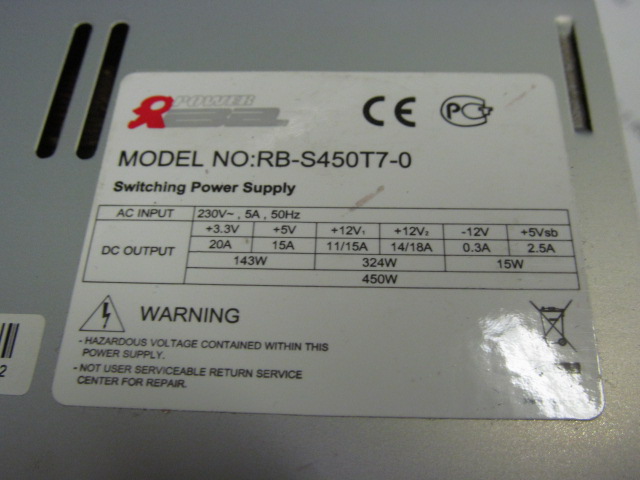 POWER
MODEL NO:RB-S450T7-0
Switching Power Supply
AC INPUT 230V~ , 5A , 50Hz
DC OUTPUT +3.3V +5V +12V₁ +12V₂ -12V +5Vsb
20A 15A 11/15A 14/18A 0.3A 2.5A
143W 324W 15W
450W
WARNING
- HAZARDOUS VOLTAGE CONTAINED WITHIN THIS
POWER SUPPLY.
- NOT USER SERVICEABLE RETURN SERVICE
CENTER FOR REPAIR.
CE
2